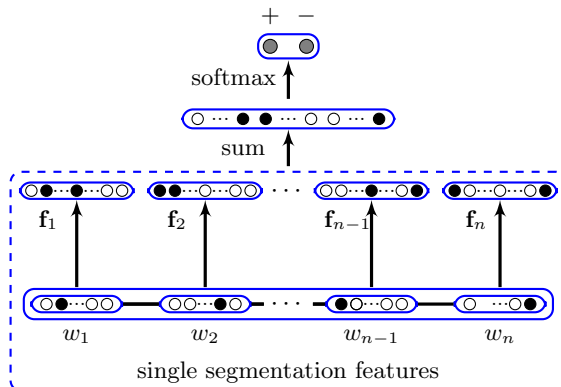 + −
softmax
··· ··· ···
sum
··· ··· ··· ··· · · · ··· ··· ··· ···
f₁ f₂ fₙ₋₁ fₙ
··· ··· · · · ··· ···
w₁ w₂ wₙ₋₁ wₙ
single segmentation features